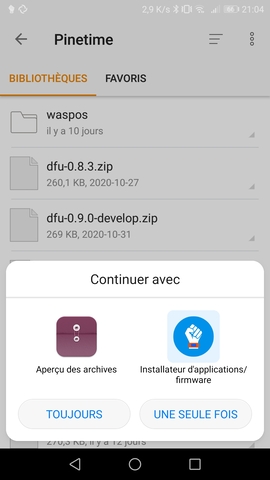 2,9 K/s 21:04
Pinetime
BIBLIOTHÈQUES FAVORIS
waspos
il y a 10 jours
dfu-0.8.3.zip
260,1 KB, 2020-10-27
dfu-0.9.0-develop.zip
269 KB, 2020-10-31
Continuer avec
Aperçu des archives
Installateur d'applications/
firmware
TOUJOURS
UNE SEULE FOIS
270,3 KB, il y a 12 jours